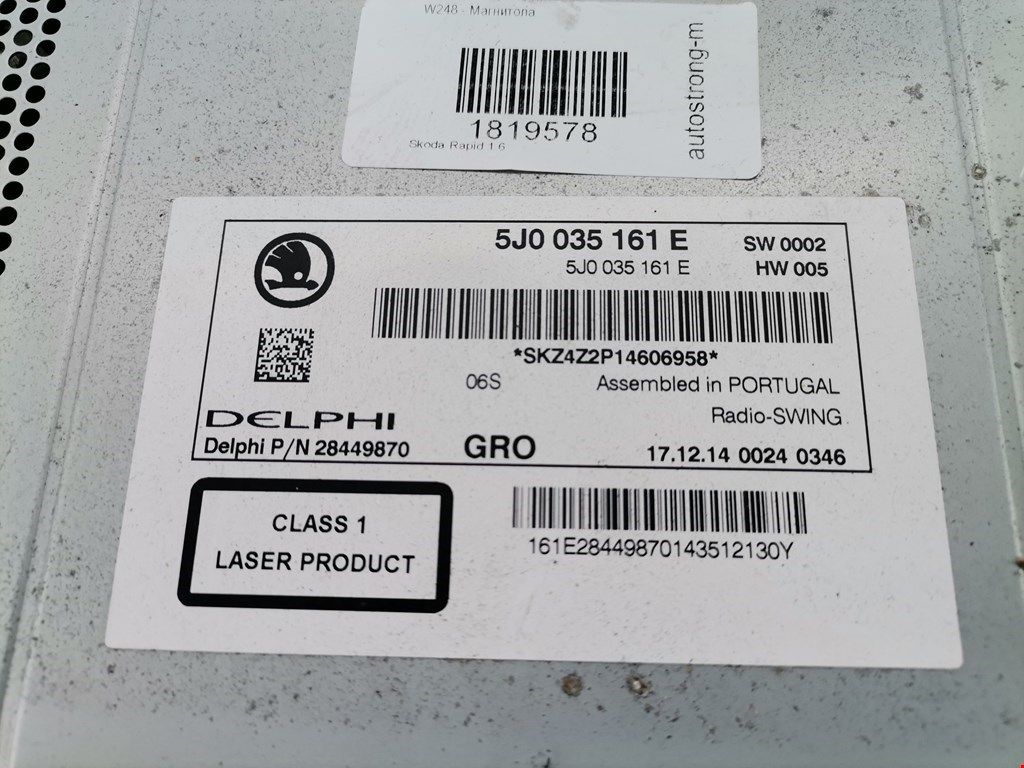 W248 - Магнитола
1819578
Skoda Rapid 1.6
autostrong-m
5J0 035 161 E
SW 0002
5J0 035 161 E
HW 005
*SKZ4Z2P14606958*
06S
Assembled in PORTUGAL
Radio-SWING
DELPHI
Delphi P/N 28449870
GRO
17.12.14 0024 0346
CLASS 1
LASER PRODUCT
161E28449870143512130Y